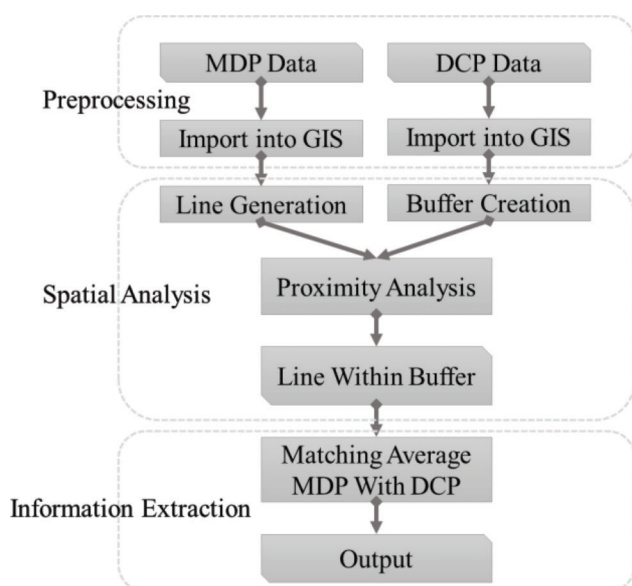 MDP Data
DCP Data
Preprocessing
Import into GIS
Import into GIS
Line Generation
Buffer Creation
Spatial Analysis
Proximity Analysis
Line Within Buffer
Matching Average
MDP With DCP
Information Extraction
Output